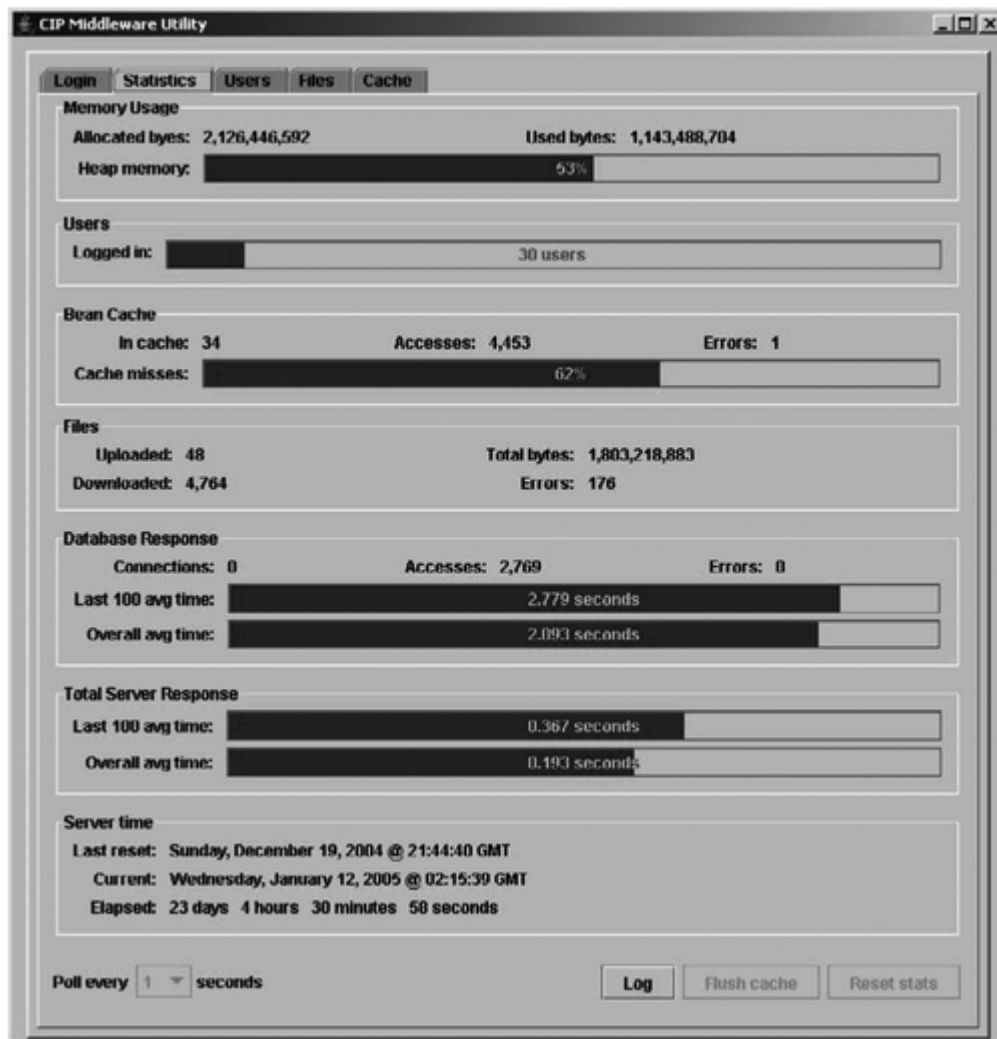 CIP Middleware Utility
Login Statistics Users Files Cache
Memory Usage
Allocated byes: 2,126,446,592 Used bytes: 1,143,488,704
Heap memory: 53%
Users
Logged in: 30 users
Bean Cache
In cache: 34 Accesses: 4,453 Errors: 1
Cache misses: 62%
Files
Uploaded: 48 Total bytes: 1,803,218,883
Downloaded: 4,764 Errors: 176
Database Response
Connections: 0 Accesses: 2,769 Errors: 0
Last 100 avg time: 2.779 seconds
Overall avg time: 2.093 seconds
Total Server Response
Last 100 avg time: 0.367 seconds
Overall avg time: 0.193 seconds
Server time
Last reset: Sunday, December 19, 2004 @ 21:44:40 GMT
Current: Wednesday, January 12, 2005 @ 02:15:39 GMT
Elapsed: 23 days 4 hours 30 minutes 58 seconds
Poll every 1 seconds Log Flush cache Reset stats